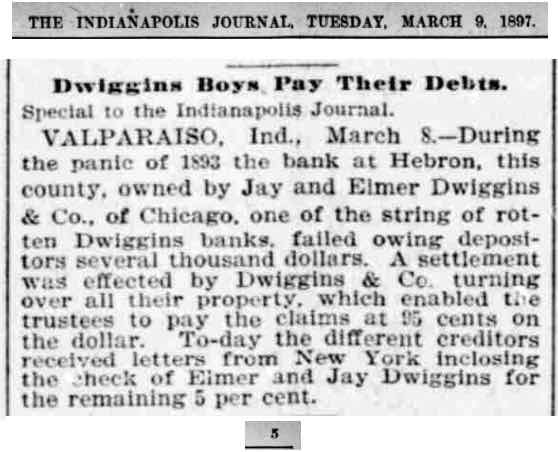 THE INDIANAPOLIS JOURNAL, TUESDAY, MARCH 9, 1897.
Dwiggins Boys Pay Their Debts.
Special to the Indianapolis Journal.
VALPARAISO, Ind., March 8.—During
the panic of 1893 the bank at Hebron, this
county, owned by Jay and Elmer Dwiggins
& Co., of Chicago, one of the string of rot-
ten Dwiggins banks, failed owing deposi-
tors several thousand dollars. A settlement
was effected by Dwiggins & Co. turning
over all their property, which enabled the
trustees to pay the claims at 95 cents on
the dollar. To-day the different creditors
received letters from New York inclosing
the check of Elmer and Jay Dwiggins for
the remaining 5 per cent.
5